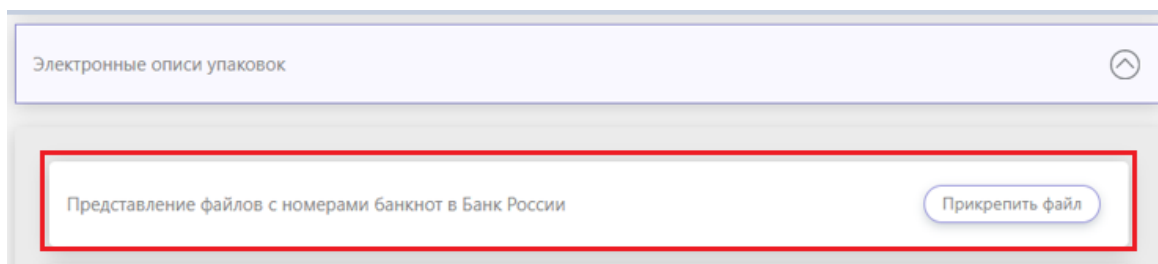 Электронные описи упаковок
Представление файлов с номерами банкнот в Банк России
Прикрепить файл